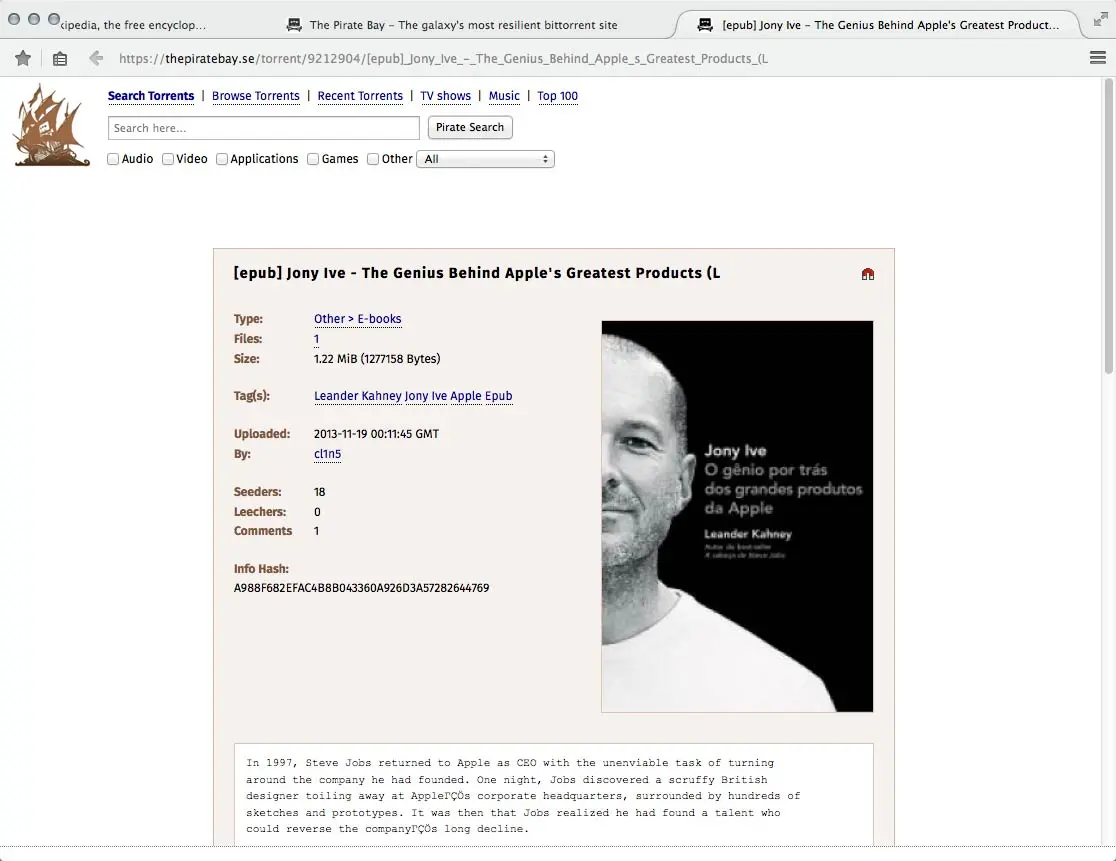 kipedia, the free encyclop...
The Pirate Bay – The galaxy's most resilient bittorrent site
[epub] Jony Ive – The Genius Behind Apple's Greatest Product...
https://thepiratebay.se/torrent/9212904/[epub]_Jony_Ive_-_The_Genius_Behind_Apple_s_Greatest_Products_(L
Search Torrents | Browse Torrents | Recent Torrents | TV shows | Music | Top 100
Search here... Pirate Search
Audio Video Applications Games Other All
[epub] Jony Ive - The Genius Behind Apple's Greatest Products (L
Type: Other > E-books
Files: 1
Size: 1.22 MiB (1277158 Bytes)
Tag(s): Leander Kahney Jony Ive Apple Epub
Uploaded: 2013-11-19 00:11:45 GMT
By: cl1n5
Seeders: 18
Leechers: 0
Comments 1
Info Hash:
A988F682EFAC4B8B043360A926D3A57282644769
Jony Ive
O gênio por trás
dos grandes produtos
da Apple
Leander Kahney
Autor do best-seller
A cabeça de Steve Jobs
In 1997, Steve Jobs returned to Apple as CEO with the unenviable task of turning
around the company he had founded. One night, Jobs discovered a scruffy British
designer toiling away at AppleΓÇÖs corporate headquarters, surrounded by hundreds of
sketches and prototypes. It was then that Jobs realized he had found a talent who
could reverse the companyΓÇÖs long decline.